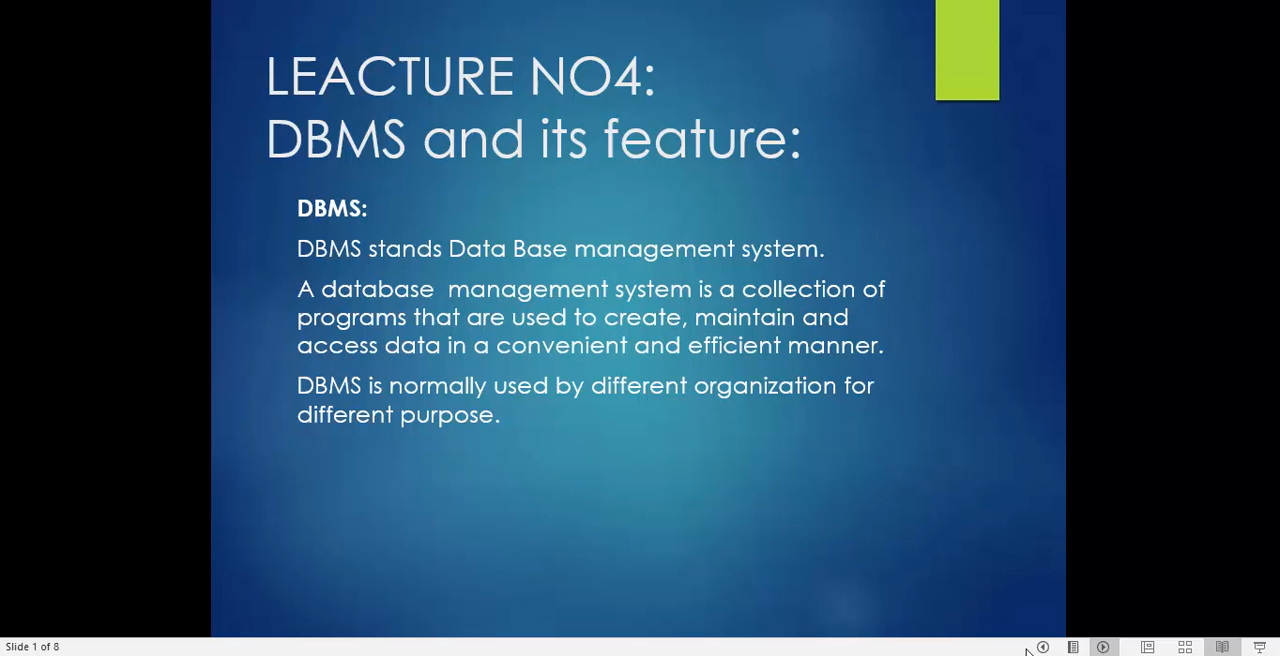 LEACTURE NO4:
DBMS and its feature:
DBMS:
DBMS stands Data Base management system.
A database  management system is a collection of
programs that are used to create, maintain and
access data in a convenient and efficient manner.
DBMS is normally used by different organization for
different purpose.
Slide 1 of 8